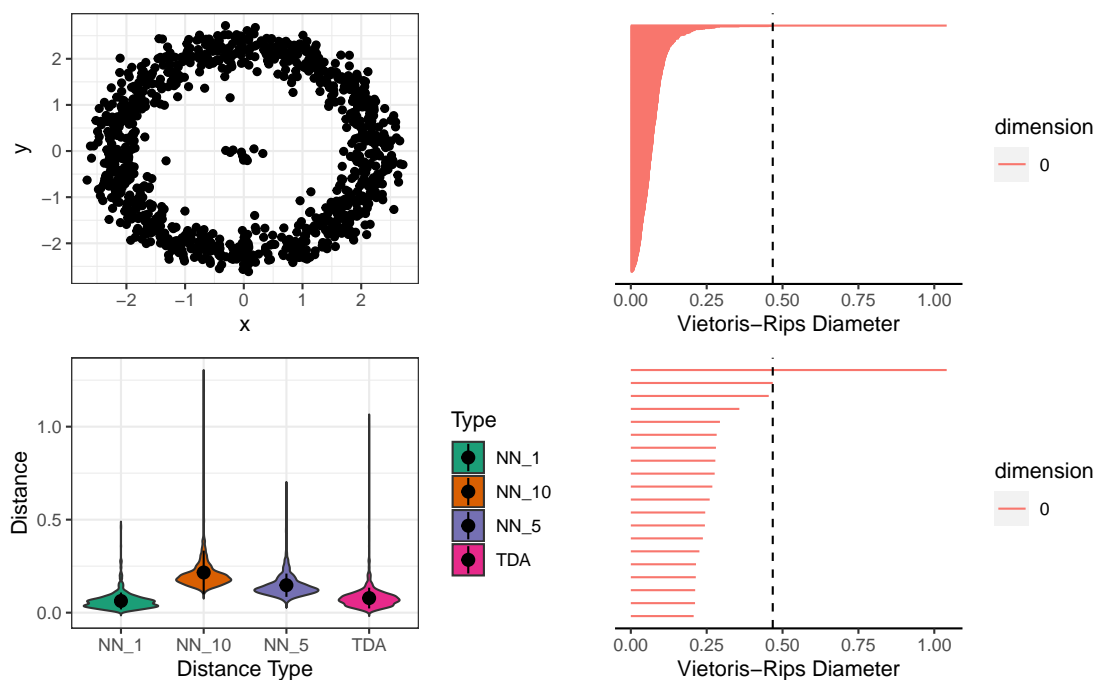 2
1
0
−1
−2
y
−2 −1 0 1 2
x
0.00 0.25 0.50 0.75 1.00
Vietoris−Rips Diameter
dimension
0
1.0
0.5
0.0
Distance
NN_1 NN_10 NN_5 TDA
Distance Type
Type
NN_1
NN_10
NN_5
TDA
0.00 0.25 0.50 0.75 1.00
Vietoris−Rips Diameter
dimension
0